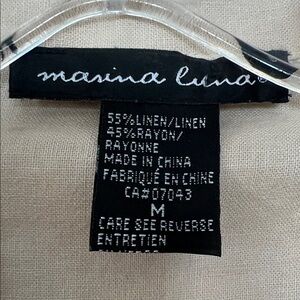 marina luna®
55%LINEN/LINEN
45%RAYON/
RAYONNE
MADE IN CHINA
FABRIQUÉ EN CHINE
CA#07043
M
CARE SEE REVERSE
ENTRETIEN